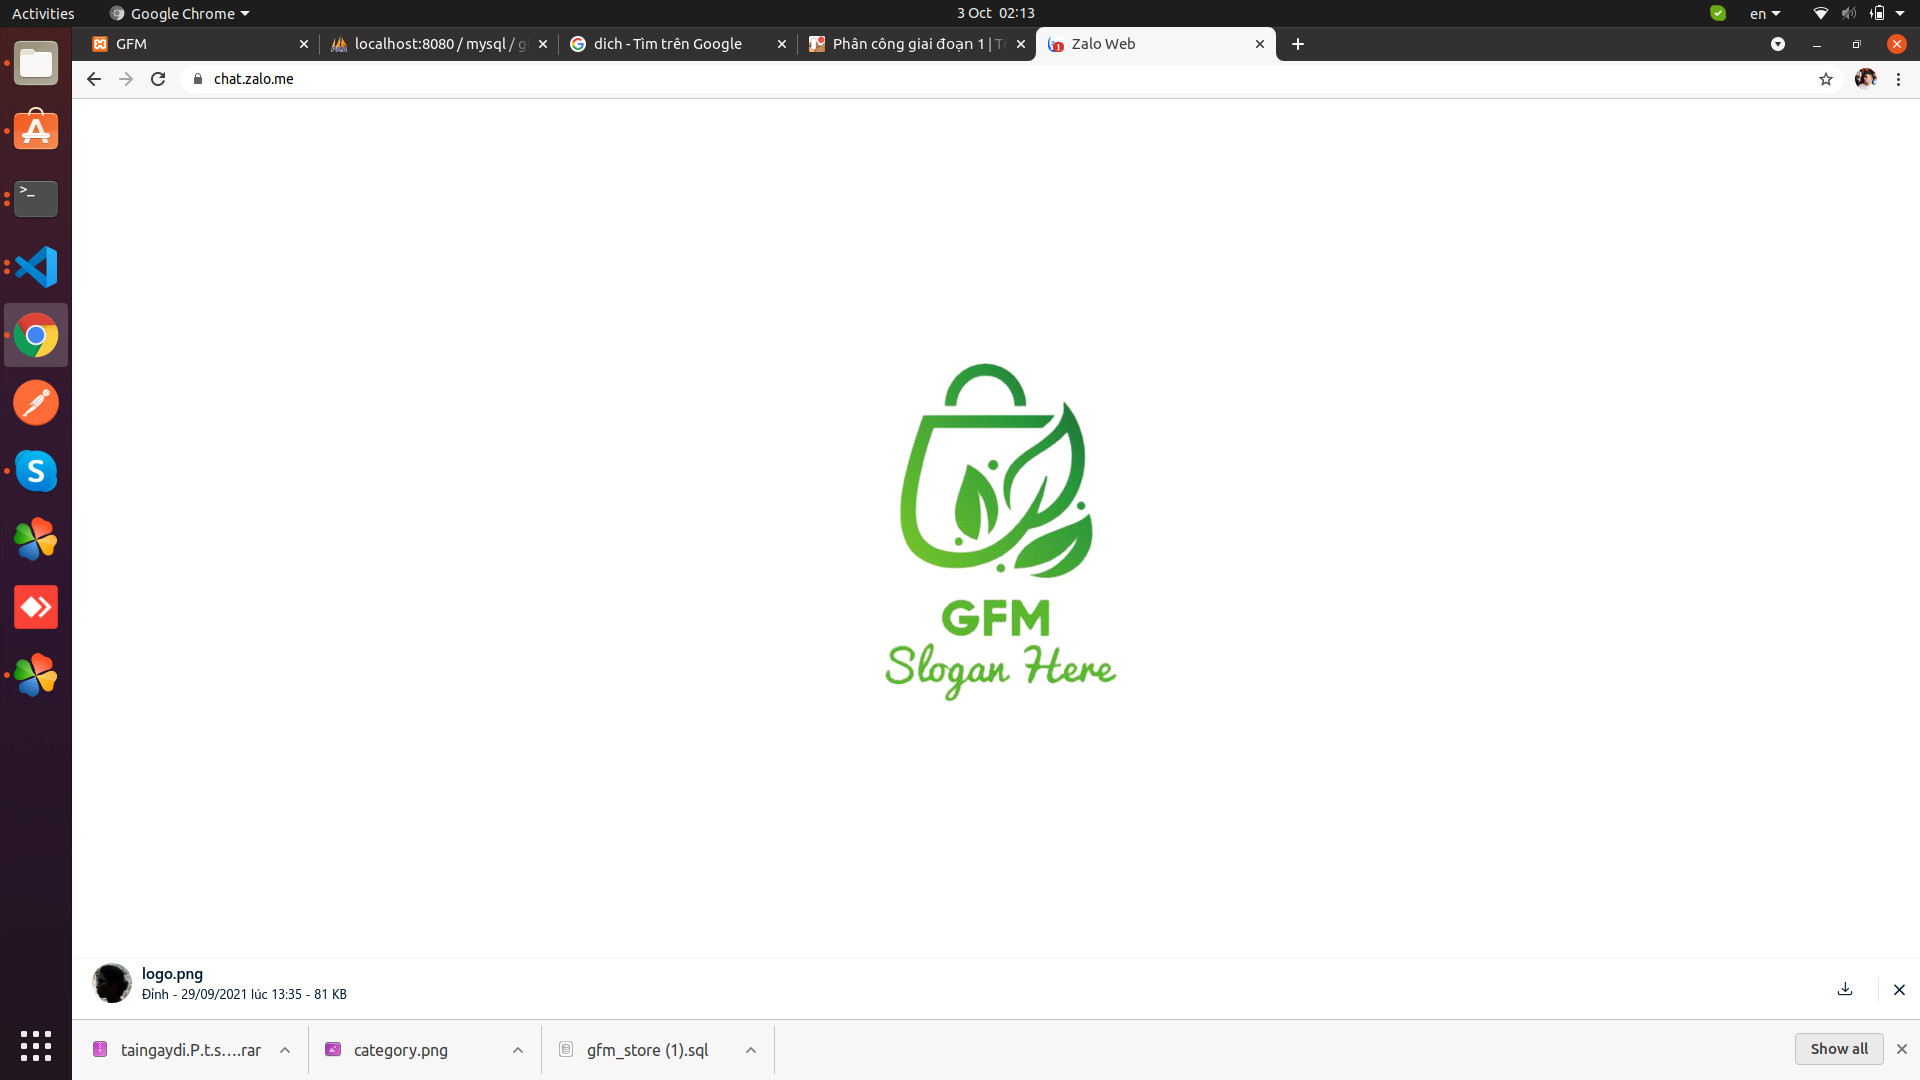 Activities
Google Chrome
3 Oct 02:13
en
GFM
localhost:8080 / mysql / g
dich - Tìm trên Google
Phân công giai đoạn 1 | Tr
Zalo Web
chat.zalo.me
GFM
Slogan Here
logo.png
Đỉnh - 29/09/2021 lúc 13:35 - 81 KB
taingaydi.P.t.s....rar
category.png
gfm_store (1).sql
Show all